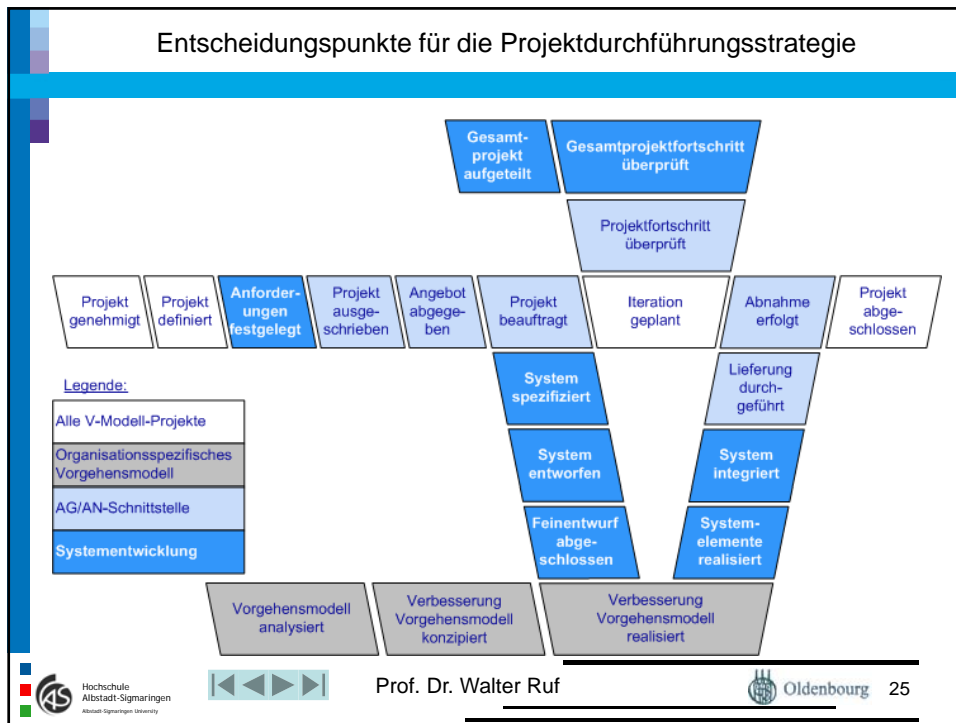 Entscheidungspunkte für die Projektdurchführungsstrategie
Gesamt-
projekt
aufgeteilt
Gesamtprojektfortschritt
überprüft
Projektfortschritt
überprüft
Projekt
genehmigt
Projekt
definiert
Anforder-
ungen
festgelegt
Projekt
ausge-
schrieben
Angebot
abgege-
ben
Projekt
beauftragt
Iteration
geplant
Abnahme
erfolgt
Projekt
abge-
schlossen
System
spezifiziert
Lieferung
durch-
geführt
Legende:
Alle V-Modell-Projekte
Organisationsspezifisches
Vorgehensmodell
AG/AN-Schnittstelle
Systementwicklung
System
entworfen
System
integriert
Feinentwurf
abge-
schlossen
System-
elemente
realisiert
Vorgehensmodell
analysiert
Verbesserung
Vorgehensmodell
konzipiert
Verbesserung
Vorgehensmodell
realisiert
Hochschule
Albstadt-Sigmaringen
Albstadt-Sigmaringen University
Prof. Dr. Walter Ruf
Oldenbourg
25